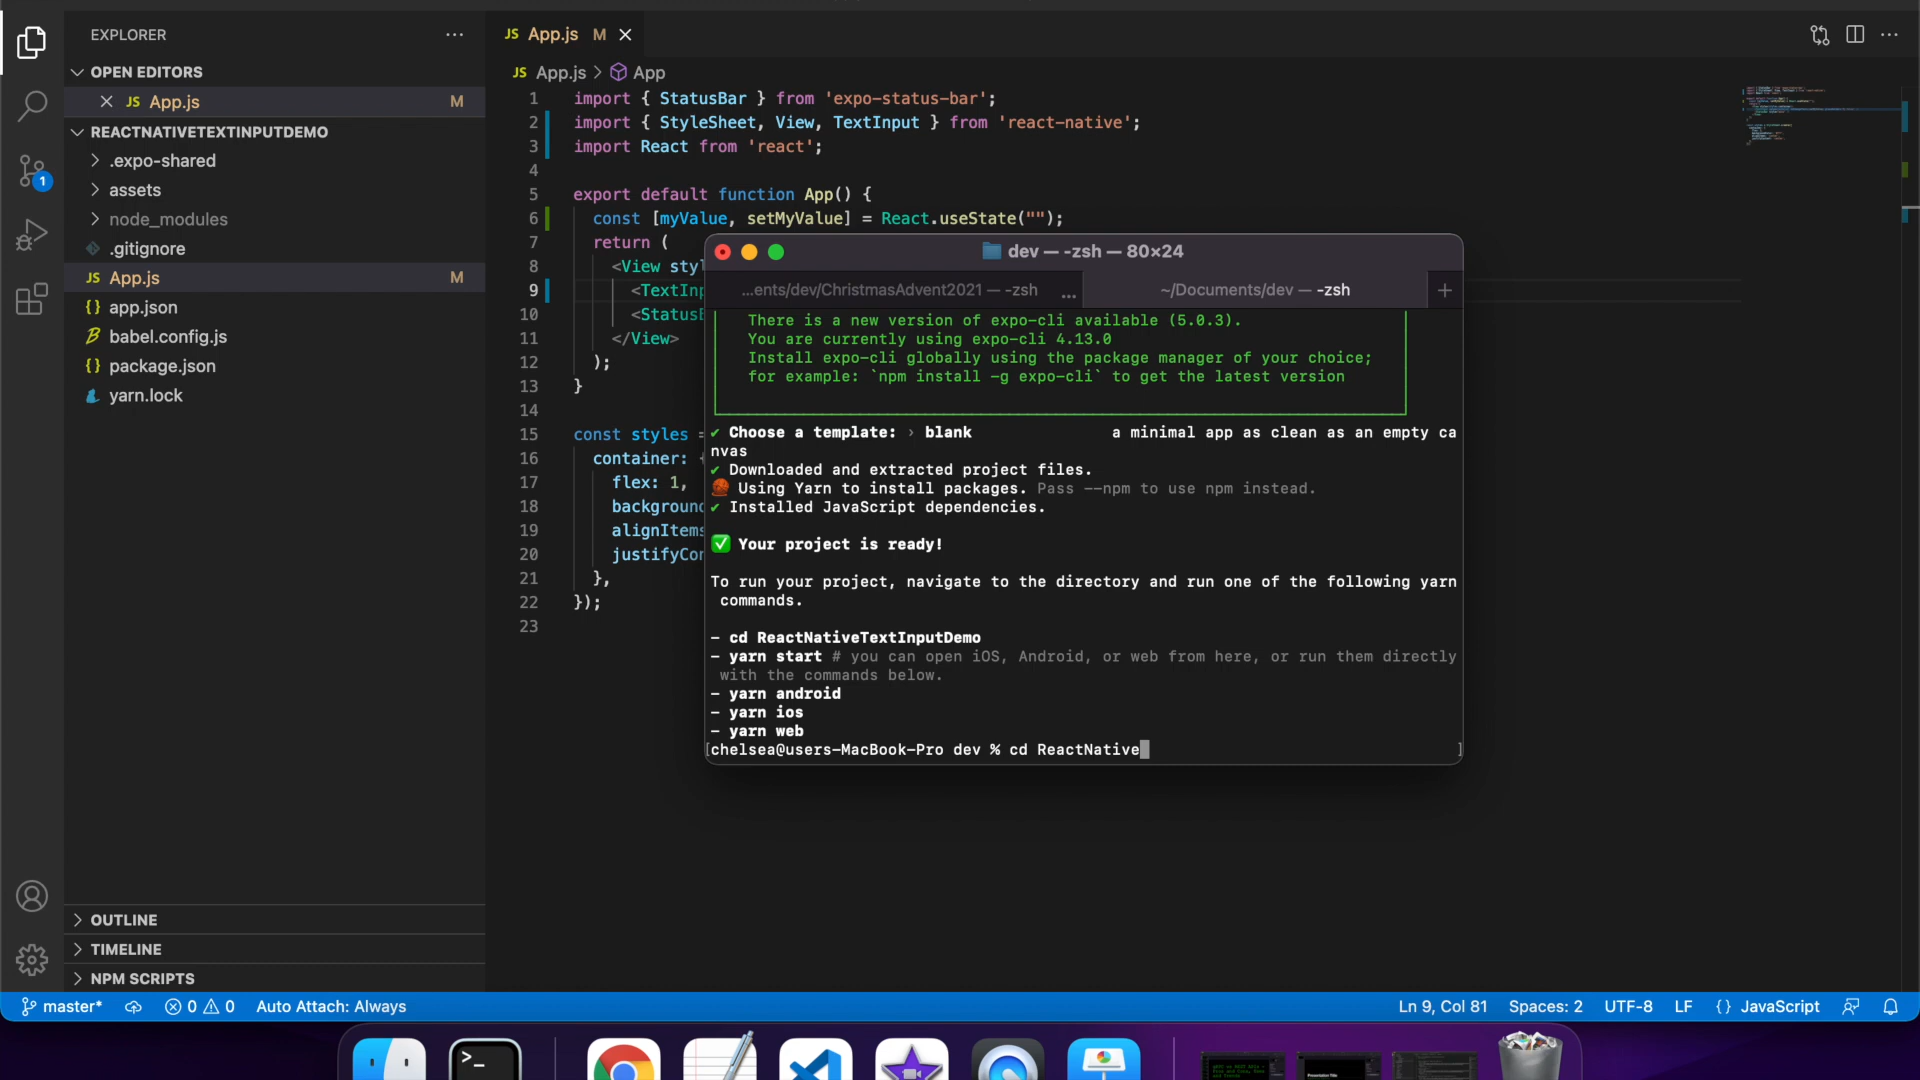 EXPLORER
OPEN EDITORS
JS App.js M
REACTNATIVETEXTINPUTDEMO
.expo-shared
assets
node_modules
.gitignore
JS App.js M
{} app.json
babel.config.js
{} package.json
yarn.lock
OUTLINE
TIMELINE
NPM SCRIPTS
1
JS App.js M
JS App.js > App
1 import { StatusBar } from 'expo-status-bar';
2 import { StyleSheet, View, TextInput } from 'react-native';
3 import React from 'react';
4
5 export default function App() {
6 const [myValue, setMyValue] = React.useState("");
7 return (
8 <View sty
9 <TextInp
10 <StatusB
11 </View>
12 );
13 }
14
15 const styles =
16 container: {
17 flex: 1,
18 background
19 alignItems
20 justifyCon
21 },
22 });
23
dev — -zsh — 80×24
...ents/dev/ChristmasAdvent2021 — -zsh ...
~/Documents/dev — -zsh
There is a new version of expo-cli available (5.0.3).
You are currently using expo-cli 4.13.0
Install expo-cli globally using the package manager of your choice;
for example: `npm install -g expo-cli` to get the latest version
✔ Choose a template: › blank a minimal app as clean as an empty ca
nvas
✔ Downloaded and extracted project files.
🧶 Using Yarn to install packages. Pass --npm to use npm instead.
✔ Installed JavaScript dependencies.
✅ Your project is ready!
To run your project, navigate to the directory and run one of the following yarn
commands.
- cd ReactNativeTextInputDemo
- yarn start # you can open iOS, Android, or web from here, or run them directly
with the commands below.
- yarn android
- yarn ios
- yarn web
[chelsea@users-MacBook-Pro dev % cd ReactNative ]
master* 0 0 Auto Attach: Always
Ln 9, Col 81 Spaces: 2 UTF-8 LF {} JavaScript